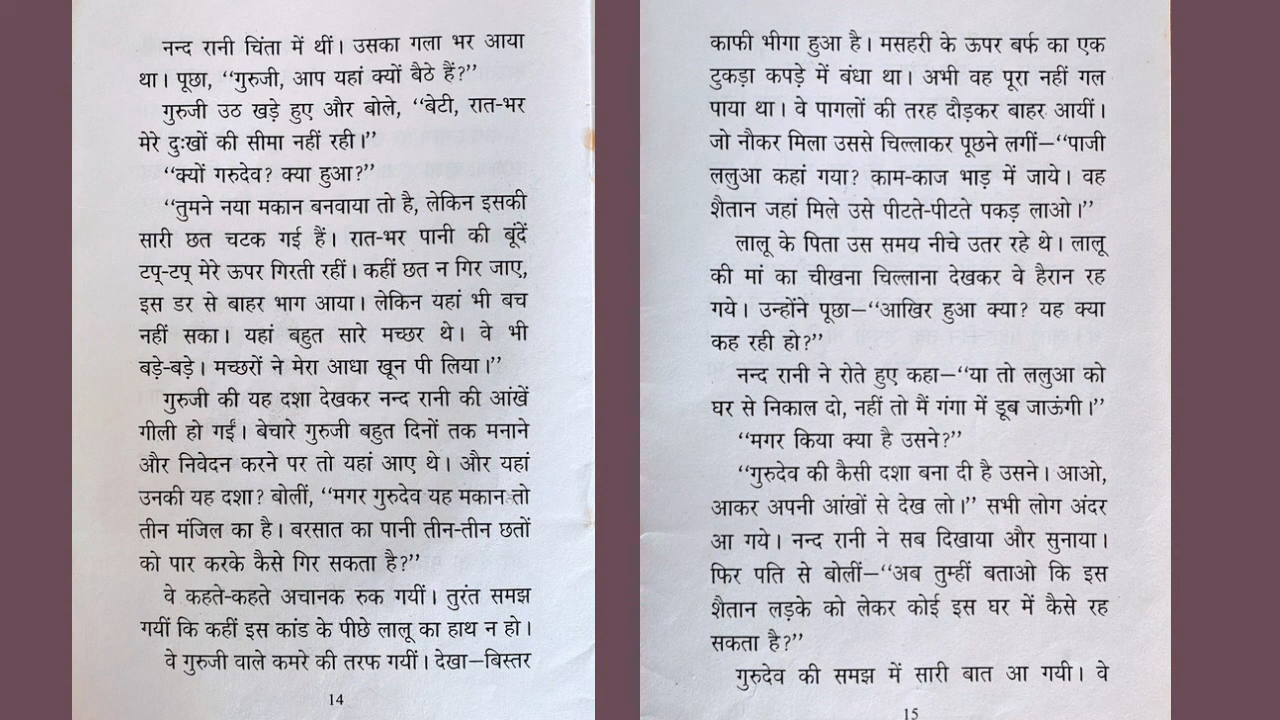 नन्द रानी चिंता में थीं। उसका गला भर आया
था। पूछा, “गुरुजी, आप यहां क्यों बैठे हैं?”
गुरुजी उठ खड़े हुए और बोले, “बेटी, रात-भर
मेरे दुःखों की सीमा नहीं रही।”
“क्यों गरुदेव? क्या हुआ?”
“तुमने नया मकान बनवाया तो है, लेकिन इसकी
सारी छत चटक गई हैं। रात-भर पानी की बूंदें
टप्-टप् मेरे ऊपर गिरती रहीं। कहीं छत न गिर जाए,
इस डर से बाहर भाग आया। लेकिन यहां भी बच
नहीं सका। यहां बहुत सारे मच्छर थे। वे भी
बड़े-बड़े। मच्छरों ने मेरा आधा खून पी लिया।”
गुरुजी की यह दशा देखकर नन्द रानी की आंखें
गीली हो गईं। बेचारे गुरुजी बहुत दिनों तक मनाने
और निवेदन करने पर तो यहां आए थे। और यहां
उनकी यह दशा? बोलीं, “मगर गुरुदेव यह मकान तो
तीन मंजिल का है। बरसात का पानी तीन-तीन छतों
को पार करके कैसे गिर सकता है?”
वे कहते-कहते अचानक रुक गयीं। तुरंत समझ
गयीं कि कहीं इस कांड के पीछे लालू का हाथ न हो।
वे गुरुजी वाले कमरे की तरफ गयीं। देखा—बिस्तर
14
काफी भीगा हुआ है। मसहरी के ऊपर बर्फ का एक
टुकड़ा कपड़े में बंधा था। अभी वह पूरा नहीं गल
पाया था। वे पागलों की तरह दौड़कर बाहर आयीं।
जो नौकर मिला उससे चिल्लाकर पूछने लगीं—“पाजी
ललुआ कहां गया? काम-काज भाड़ में जाये। वह
शैतान जहां मिले उसे पीटते-पीटते पकड़ लाओ।”
लालू के पिता उस समय नीचे उतर रहे थे। लालू
की मां का चीखना चिल्लाना देखकर वे हैरान रह
गये। उन्होंने पूछा—“आखिर हुआ क्या? यह क्या
कह रही हो?”
नन्द रानी ने रोते हुए कहा—“या तो ललुआ को
घर से निकाल दो, नहीं तो मैं गंगा में डूब जाऊंगी।”
“मगर किया क्या है उसने?”
“गुरुदेव की कैसी दशा बना दी है उसने। आओ,
आकर अपनी आंखों से देख लो।” सभी लोग अंदर
आ गये। नन्द रानी ने सब दिखाया और सुनाया।
फिर पति से बोलीं—“अब तुम्हीं बताओ कि इस
शैतान लड़के को लेकर कोई इस घर में कैसे रह
सकता है?”
गुरुदेव की समझ में सारी बात आ गयी। वे
15